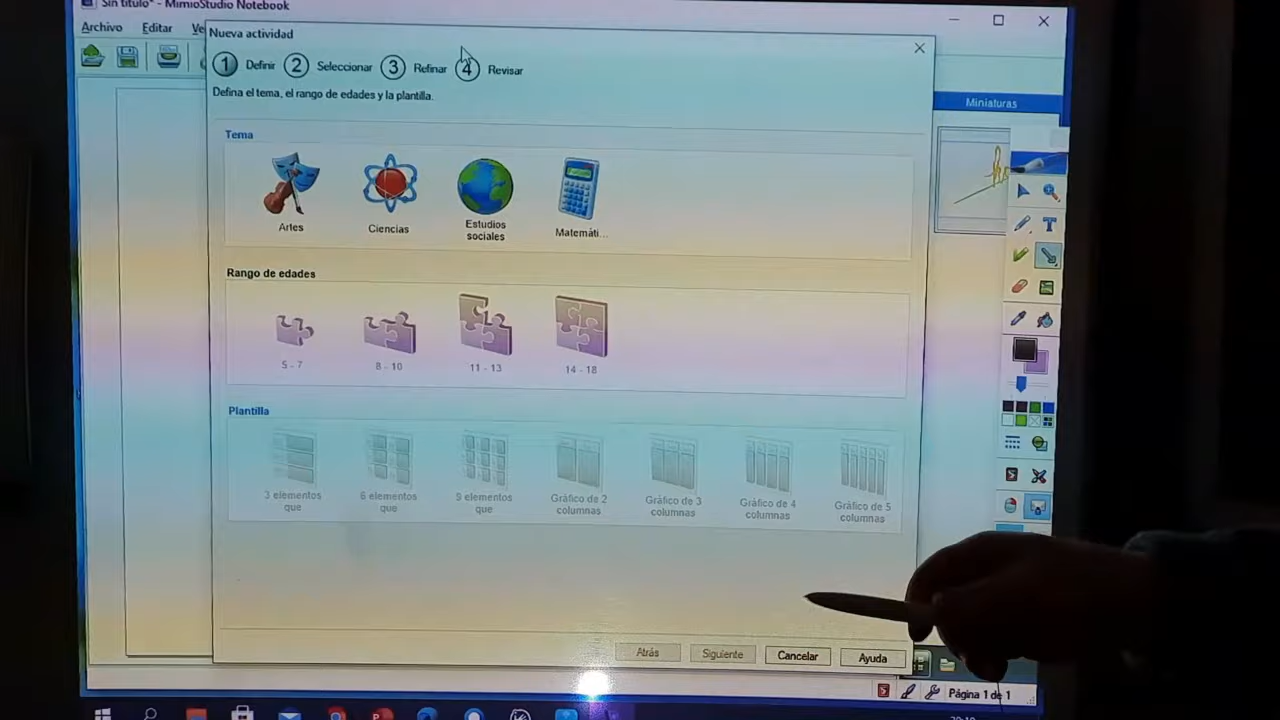 Sin título* - MimioStudio Notebook
Archivo Editar Ve
Nueva actividad
1 Definir 2 Seleccionar 3 Refinar 4 Revisar
Defina el tema, el rango de edades y la plantilla.
Miniaturas
Tema
Artes
Ciencias
Estudios
sociales
Matemáti...
Rango de edades
5 - 7
8 - 10
11 - 13
14 - 18
Plantilla
3 elementos
que
6 elementos
que
9 elementos
que
Gráfico de 2
columnas
Gráfico de 3
columnas
Gráfico de 4
columnas
Gráfico de 5
columnas
Atrás Siguiente Cancelar Ayuda
Página 1 de 1